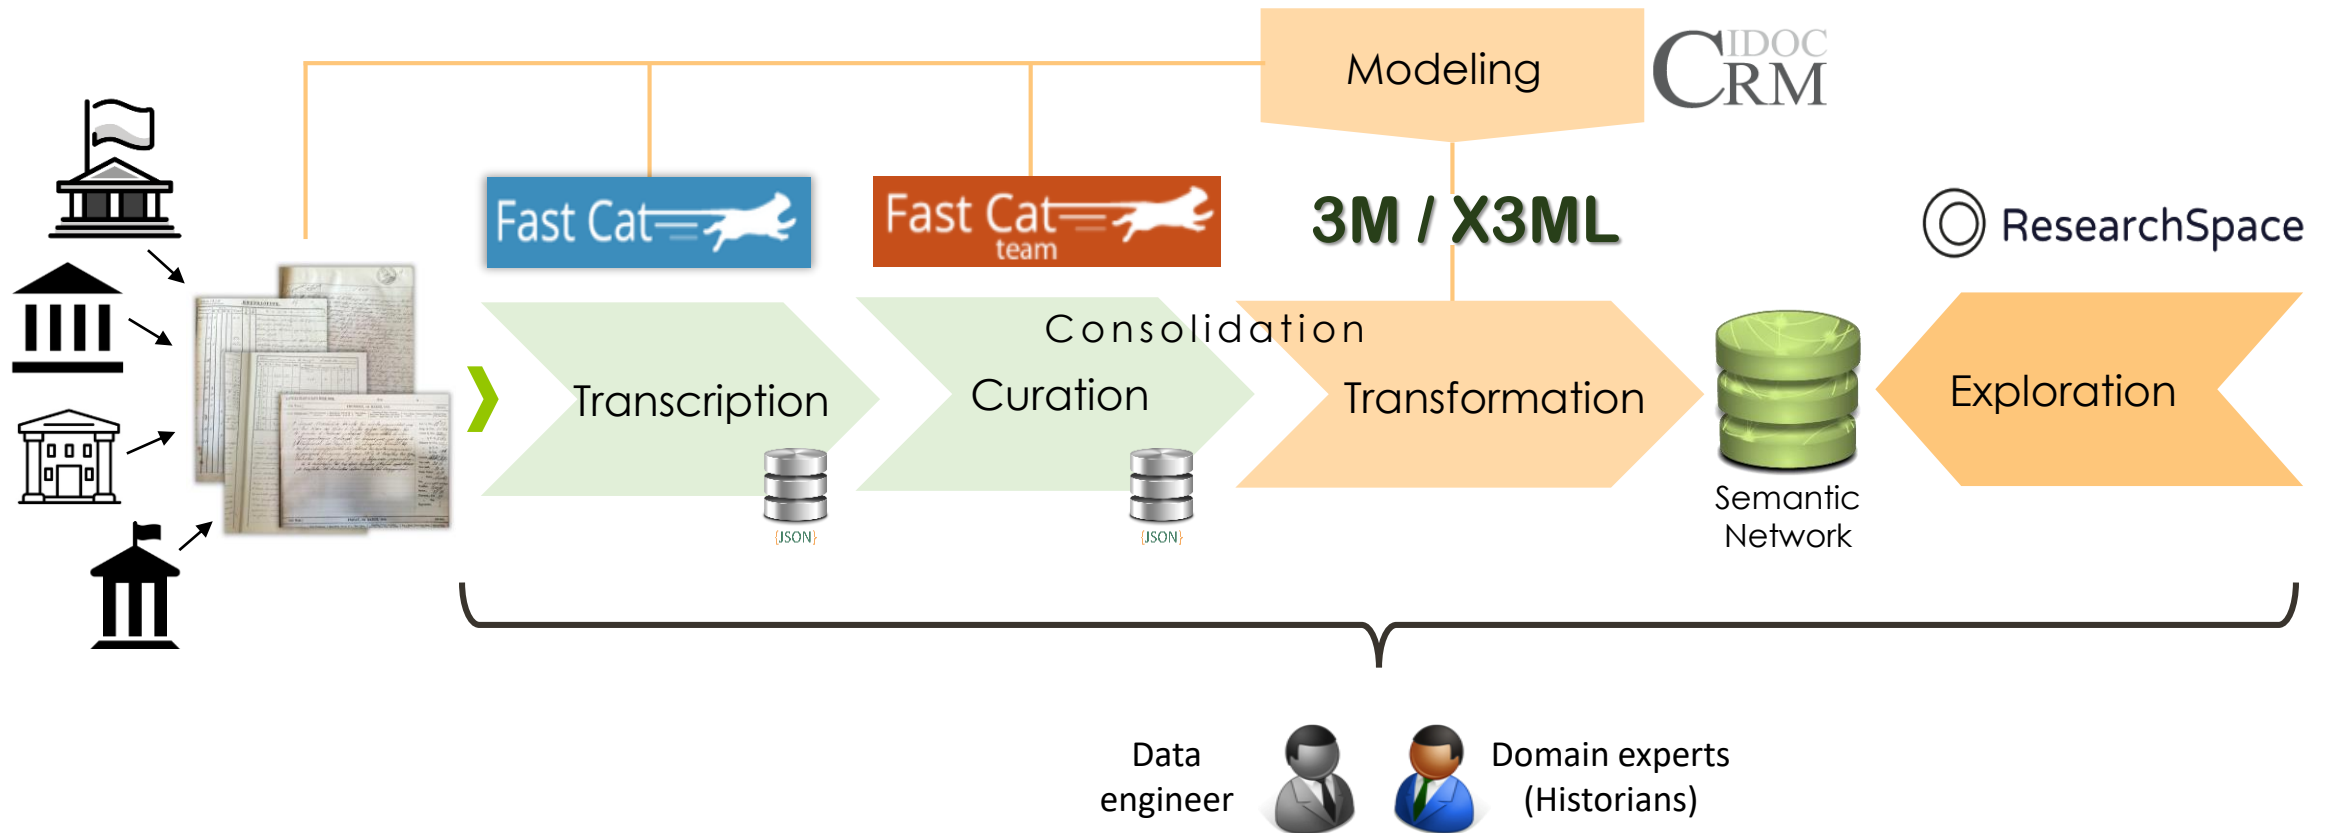 Modeling
IDOC
CRM
Fast Cat
Fast Cat
team
3M / X3ML
ResearchSpace
Consolidation
Transcription
Curation
Transformation
Exploration
{JSON}
{JSON}
Semantic
Network
Data
engineer
Domain experts
(Historians)